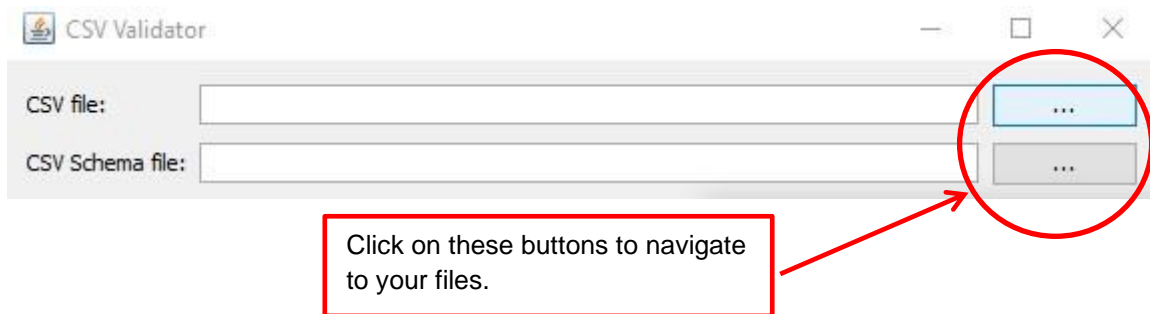 CSV Validator
CSV file:
...
CSV Schema file:
...
Click on these buttons to navigate
to your files.